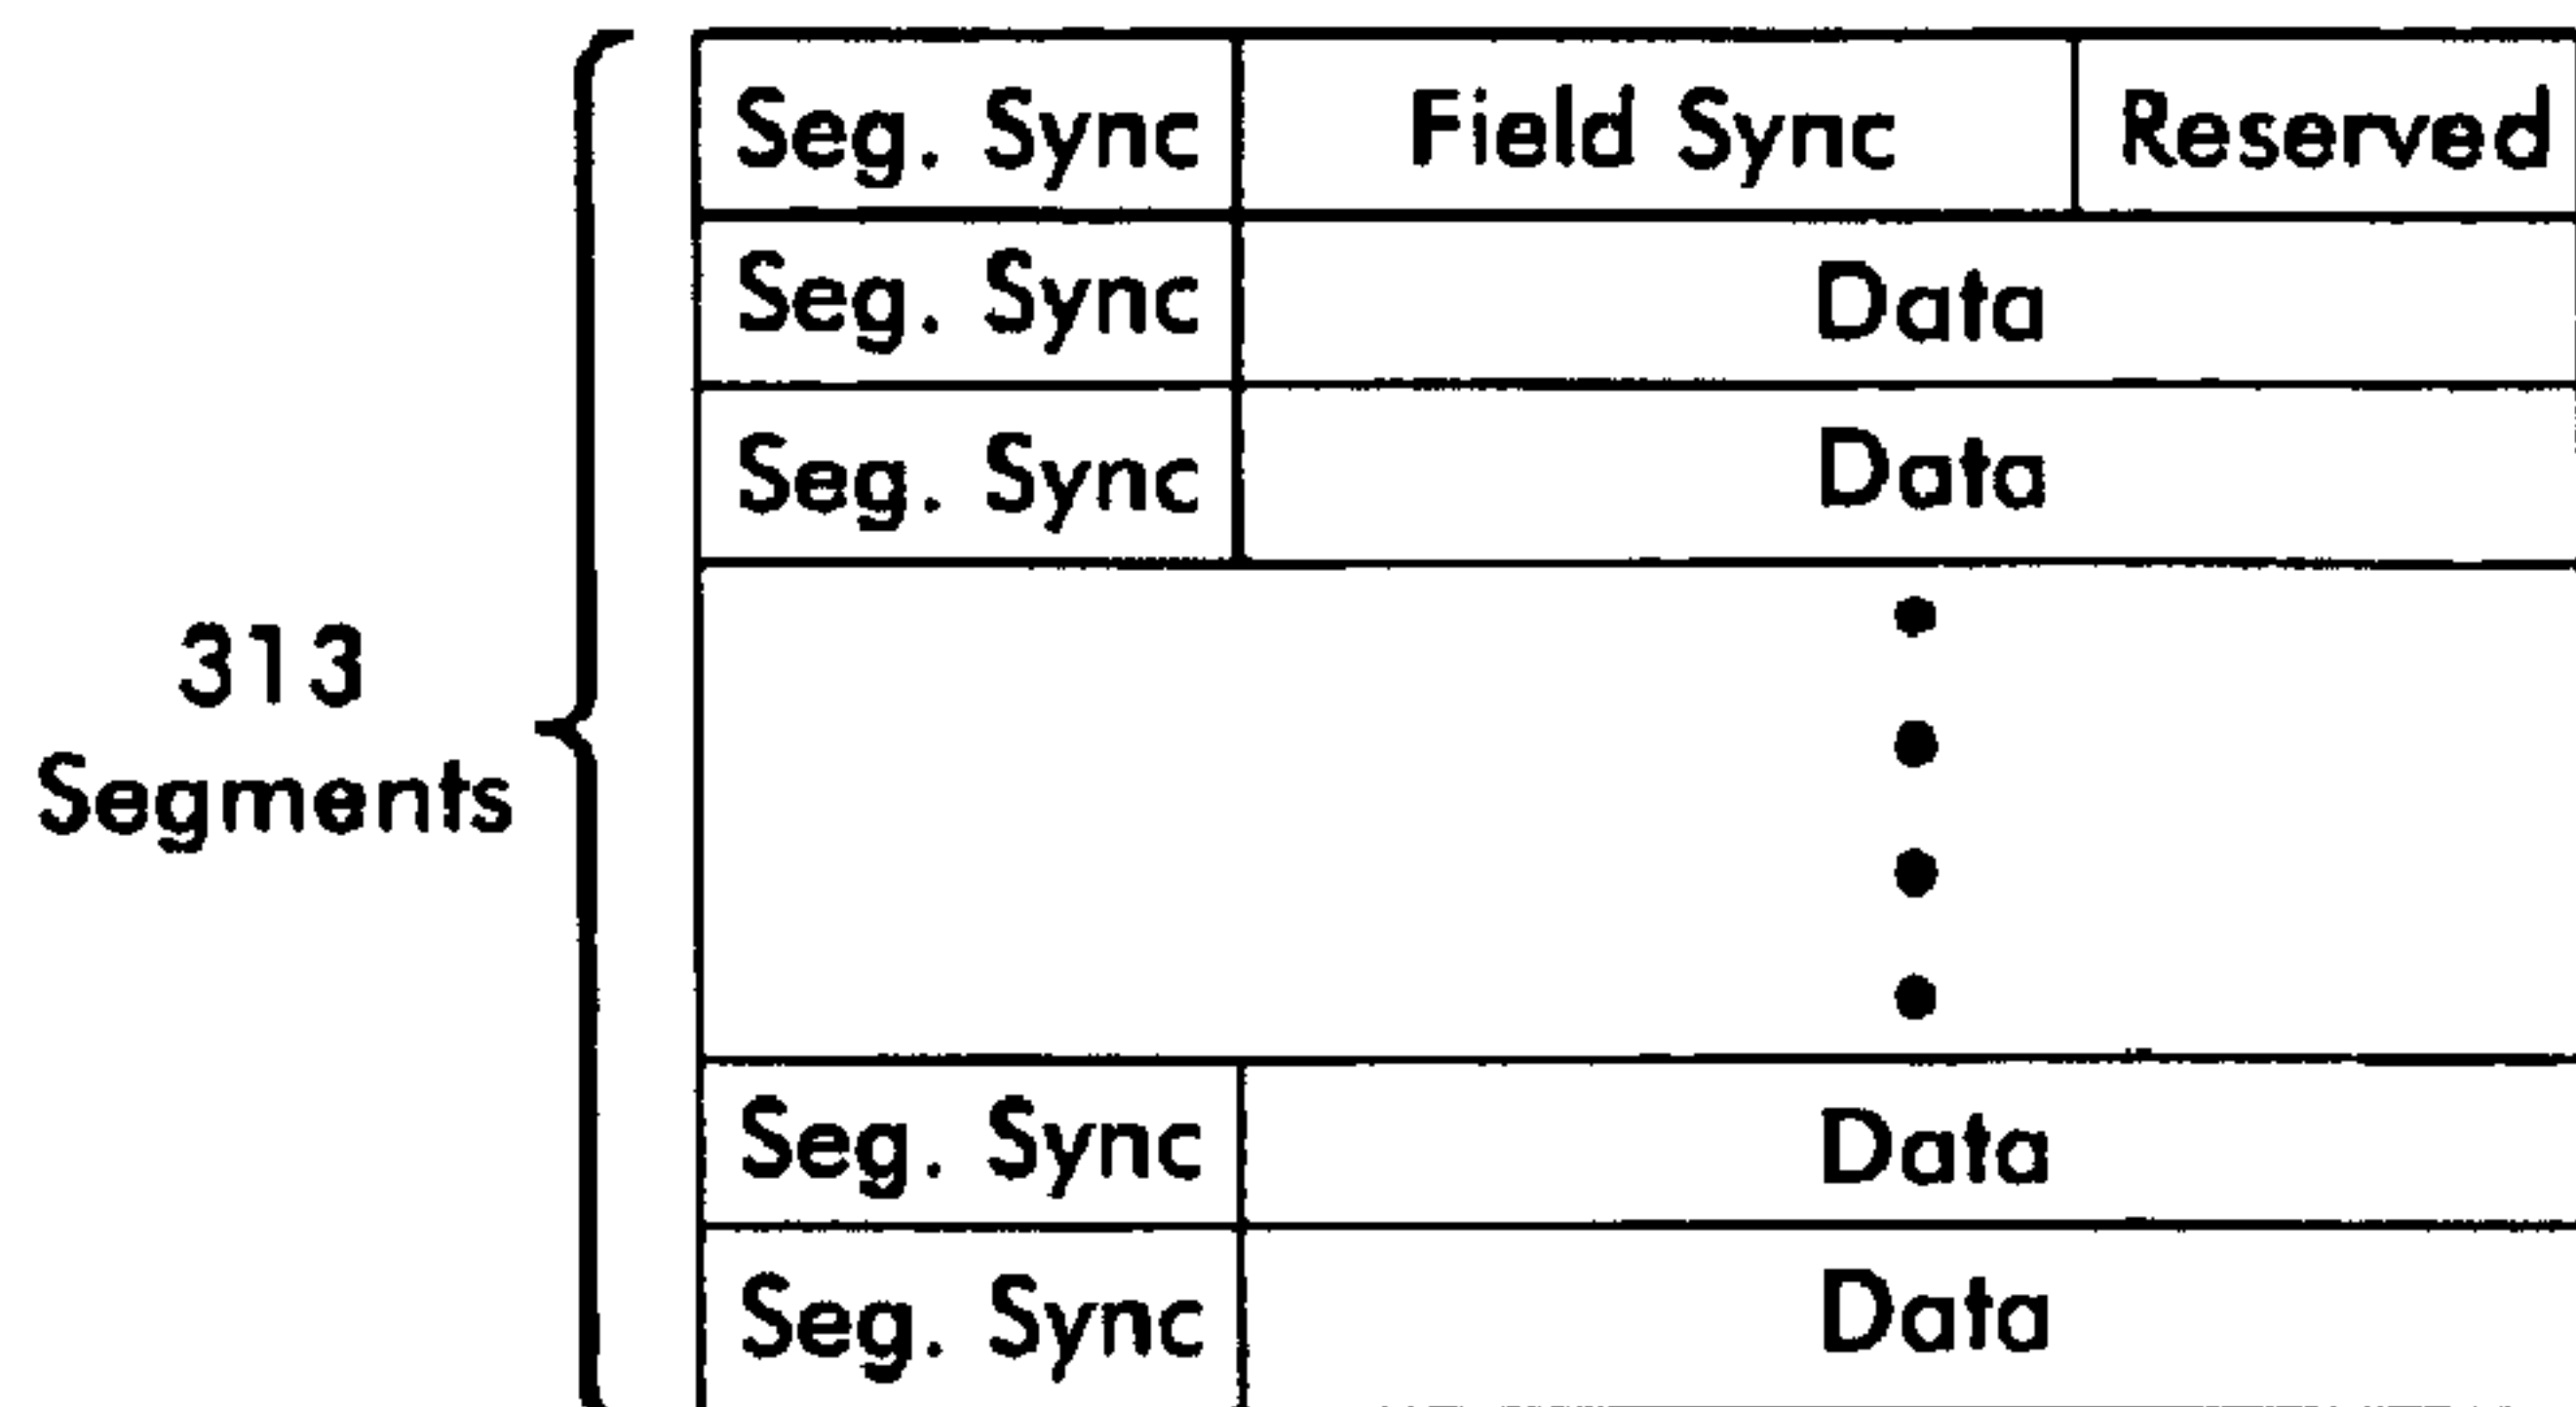 Seg. Sync Field Sync Reserved
Seg. Sync Data
Seg. Sync Data
313
Segments
Seg. Sync Data
Seg. Sync Data